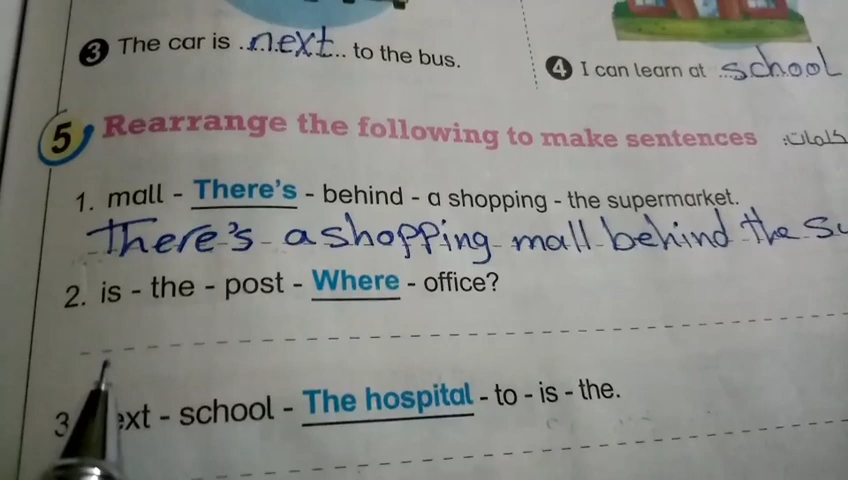 3 The car is .next.. to the bus.
4 I can learn at ...school
5 Rearrange the following to make sentences كلمات:
1. mall - There's - behind - a shopping - the supermarket.
There's a shopping mall behind the
2. is - the - post - Where - office?
3 - school - The hospital - to - is - the.